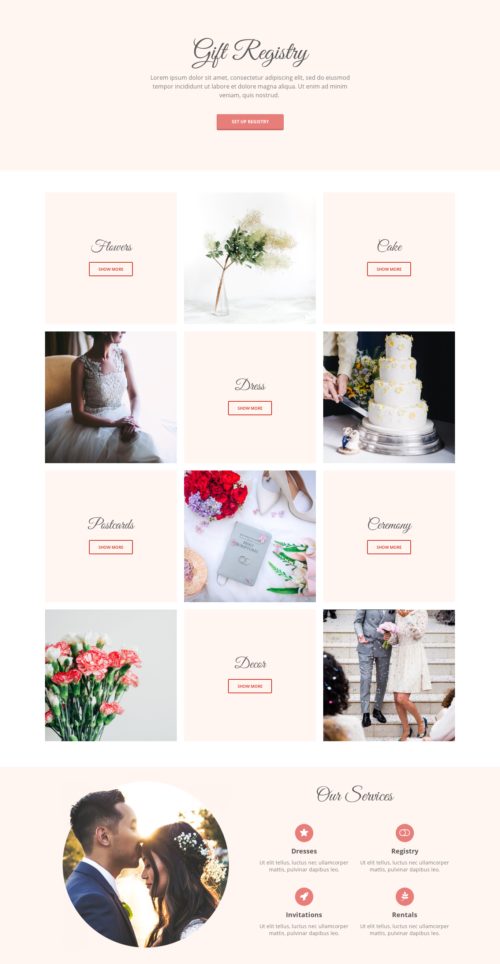 Gift Registry
Lorem ipsum dolor sit amet, consectetur adipiscing elit, sed do eiusmod
tempor incididunt ut labore et dolore magna aliqua. Ut enim ad minim
veniam, quis nostrud.
SET UP REGISTRY
Flowers
SHOW MORE
Cake
SHOW MORE
Dress
SHOW MORE
Postcards
SHOW MORE
Ceremony
SHOW MORE
Decor
SHOW MORE
Our Services
Dresses
Ut elit tellus, luctus nec ullamcorper
mattis, pulvinar dapibus leo.
Registry
Ut elit tellus, luctus nec ullamcorper
mattis, pulvinar dapibus leo.
Invitations
Ut elit tellus, luctus nec ullamcorper
mattis, pulvinar dapibus leo.
Rentals
Ut elit tellus, luctus nec ullamcorper
mattis, pulvinar dapibus leo.